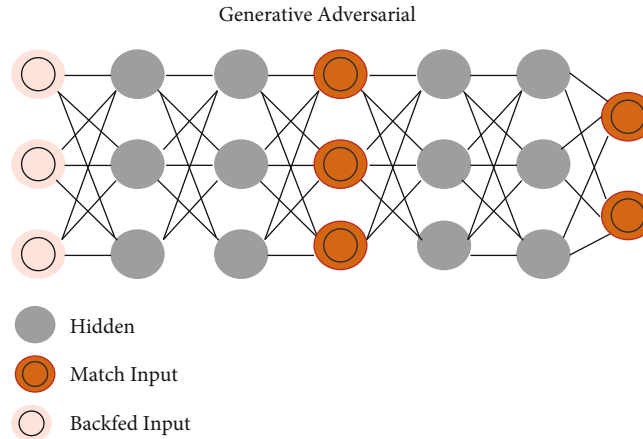 Generative Adversarial
Hidden
Match Input
Backfed Input